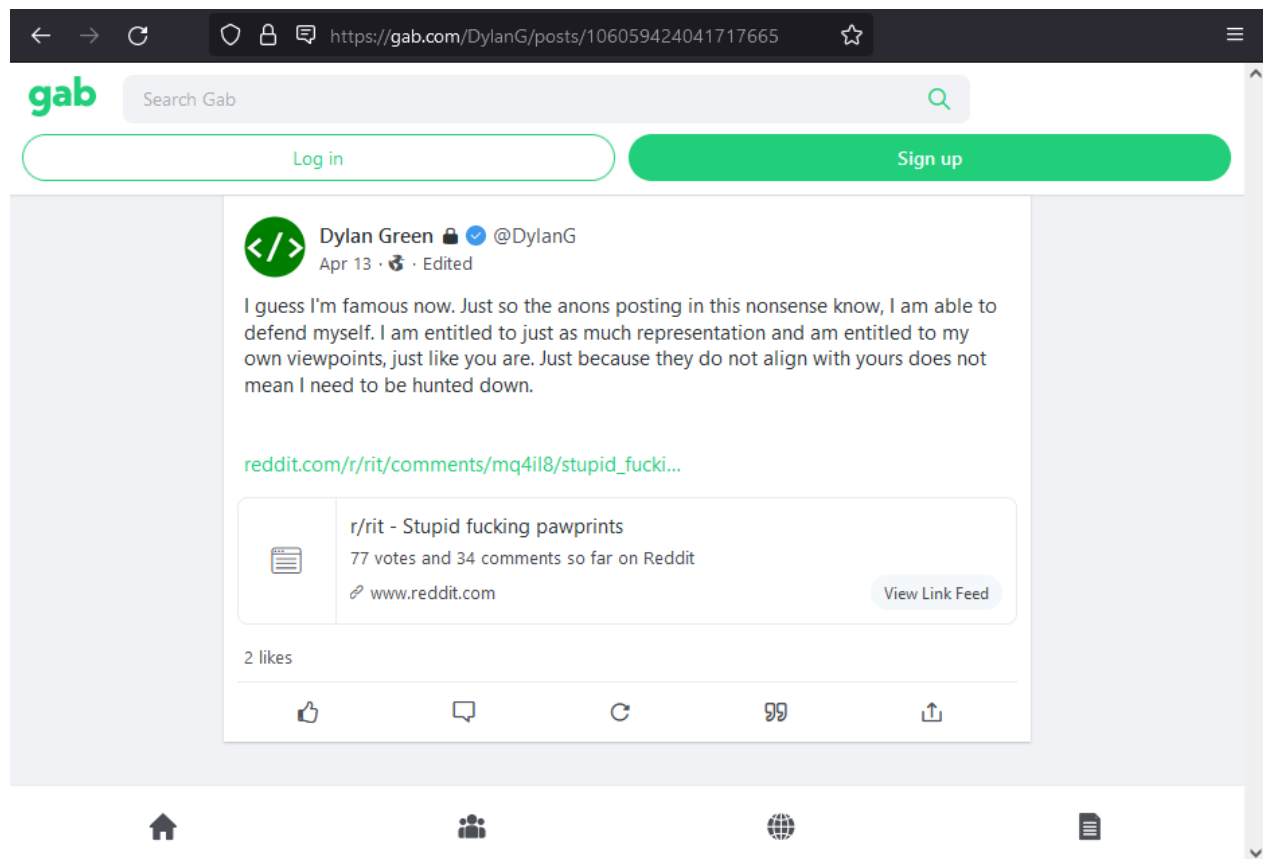 https://gab.com/DylanG/posts/106059424041717665
gab
Search Gab
Log in
Sign up
</>
Dylan Green @DylanG
Apr 13 · · Edited
I guess I'm famous now. Just so the anons posting in this nonsense know, I am able to
defend myself. I am entitled to just as much representation and am entitled to my
own viewpoints, just like you are. Just because they do not align with yours does not
mean I need to be hunted down.
reddit.com/r/rit/comments/mq4il8/stupid_fucki...
r/rit - Stupid fucking pawprints
77 votes and 34 comments so far on Reddit
www.reddit.com
View Link Feed
2 likes